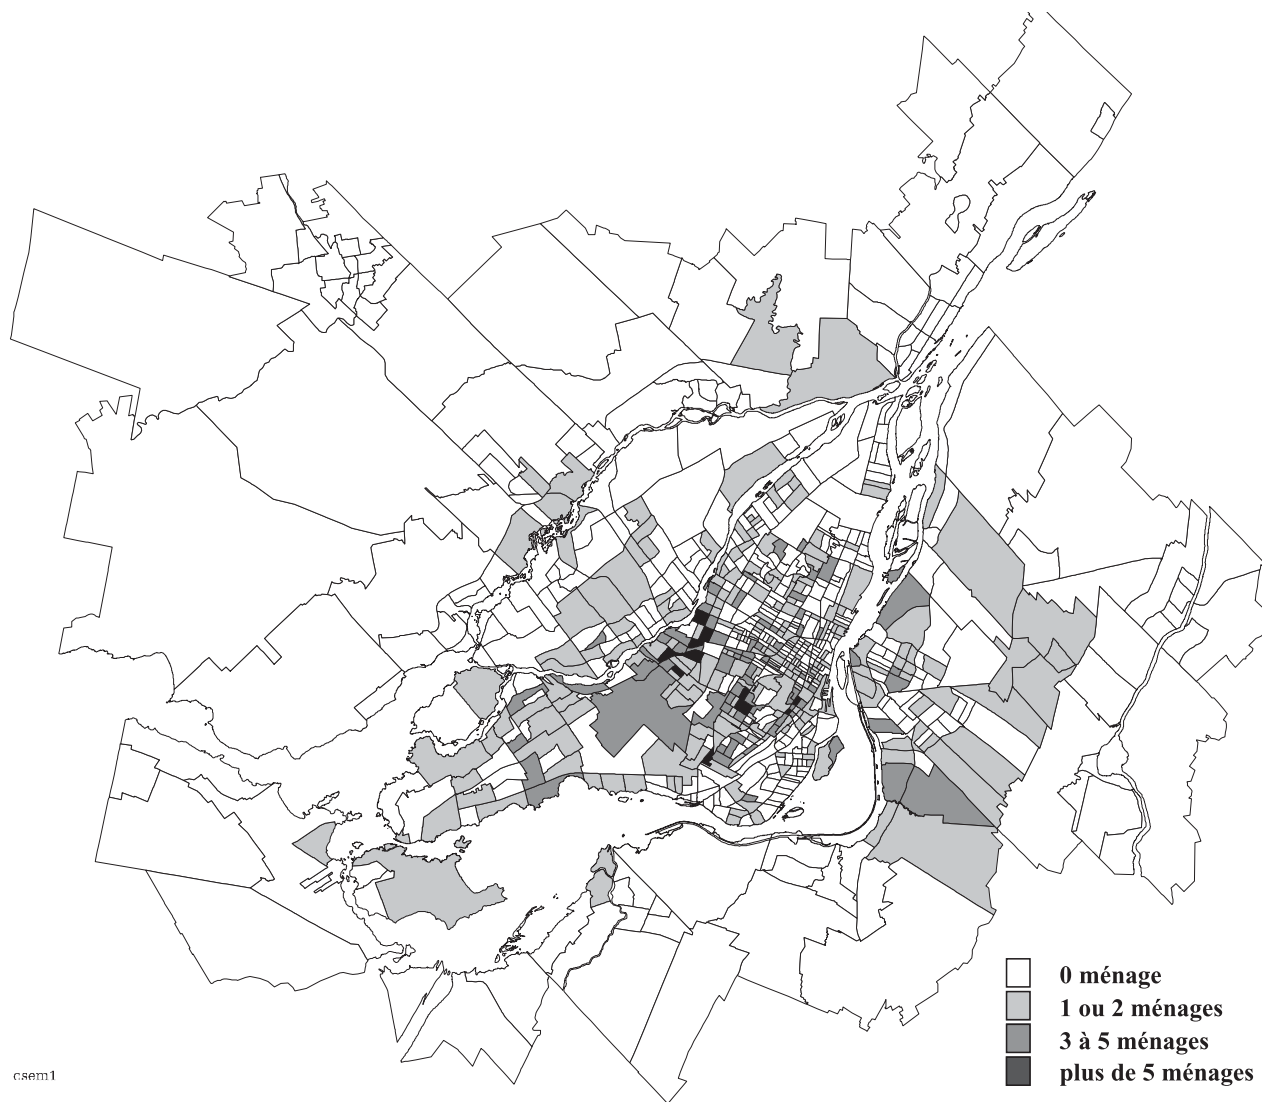 0 ménage
1 ou 2 ménages
3 à 5 ménages
plus de 5 ménages
csem1